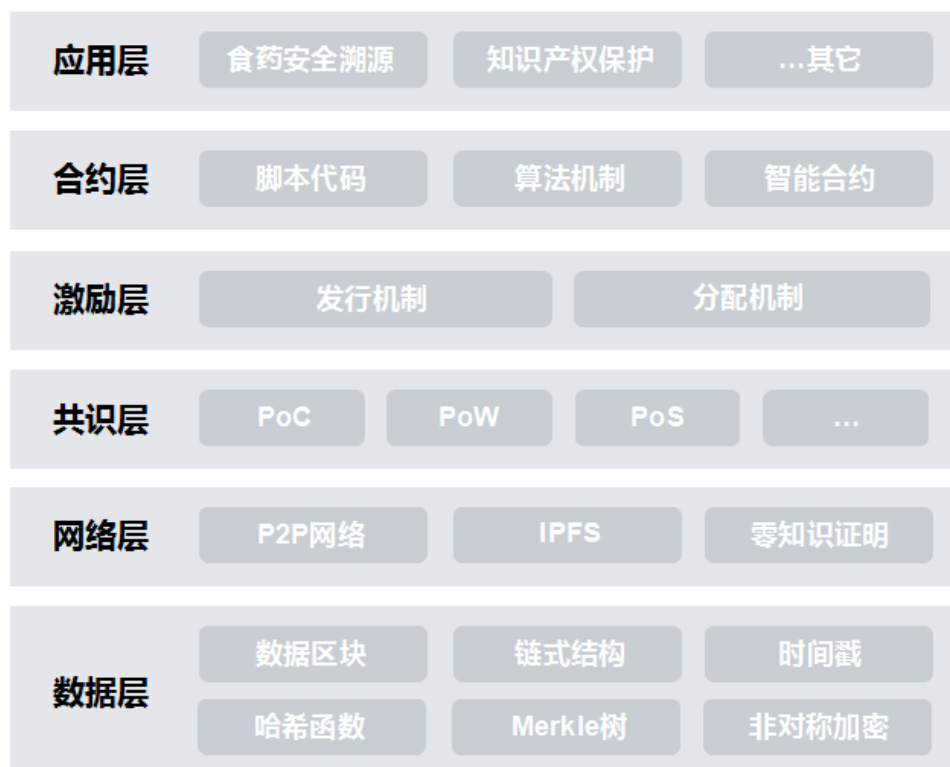 应用层 食药安全溯源 知识产权保护 ...其它
合约层 脚本代码 算法机制 智能合约
激励层 发行机制 分配机制
共识层 PoC PoW PoS ...
网络层 P2P网络 IPFS 零知识证明
数据层 数据区块 链式结构 时间戳
哈希函数 Merkle树 非对称加密